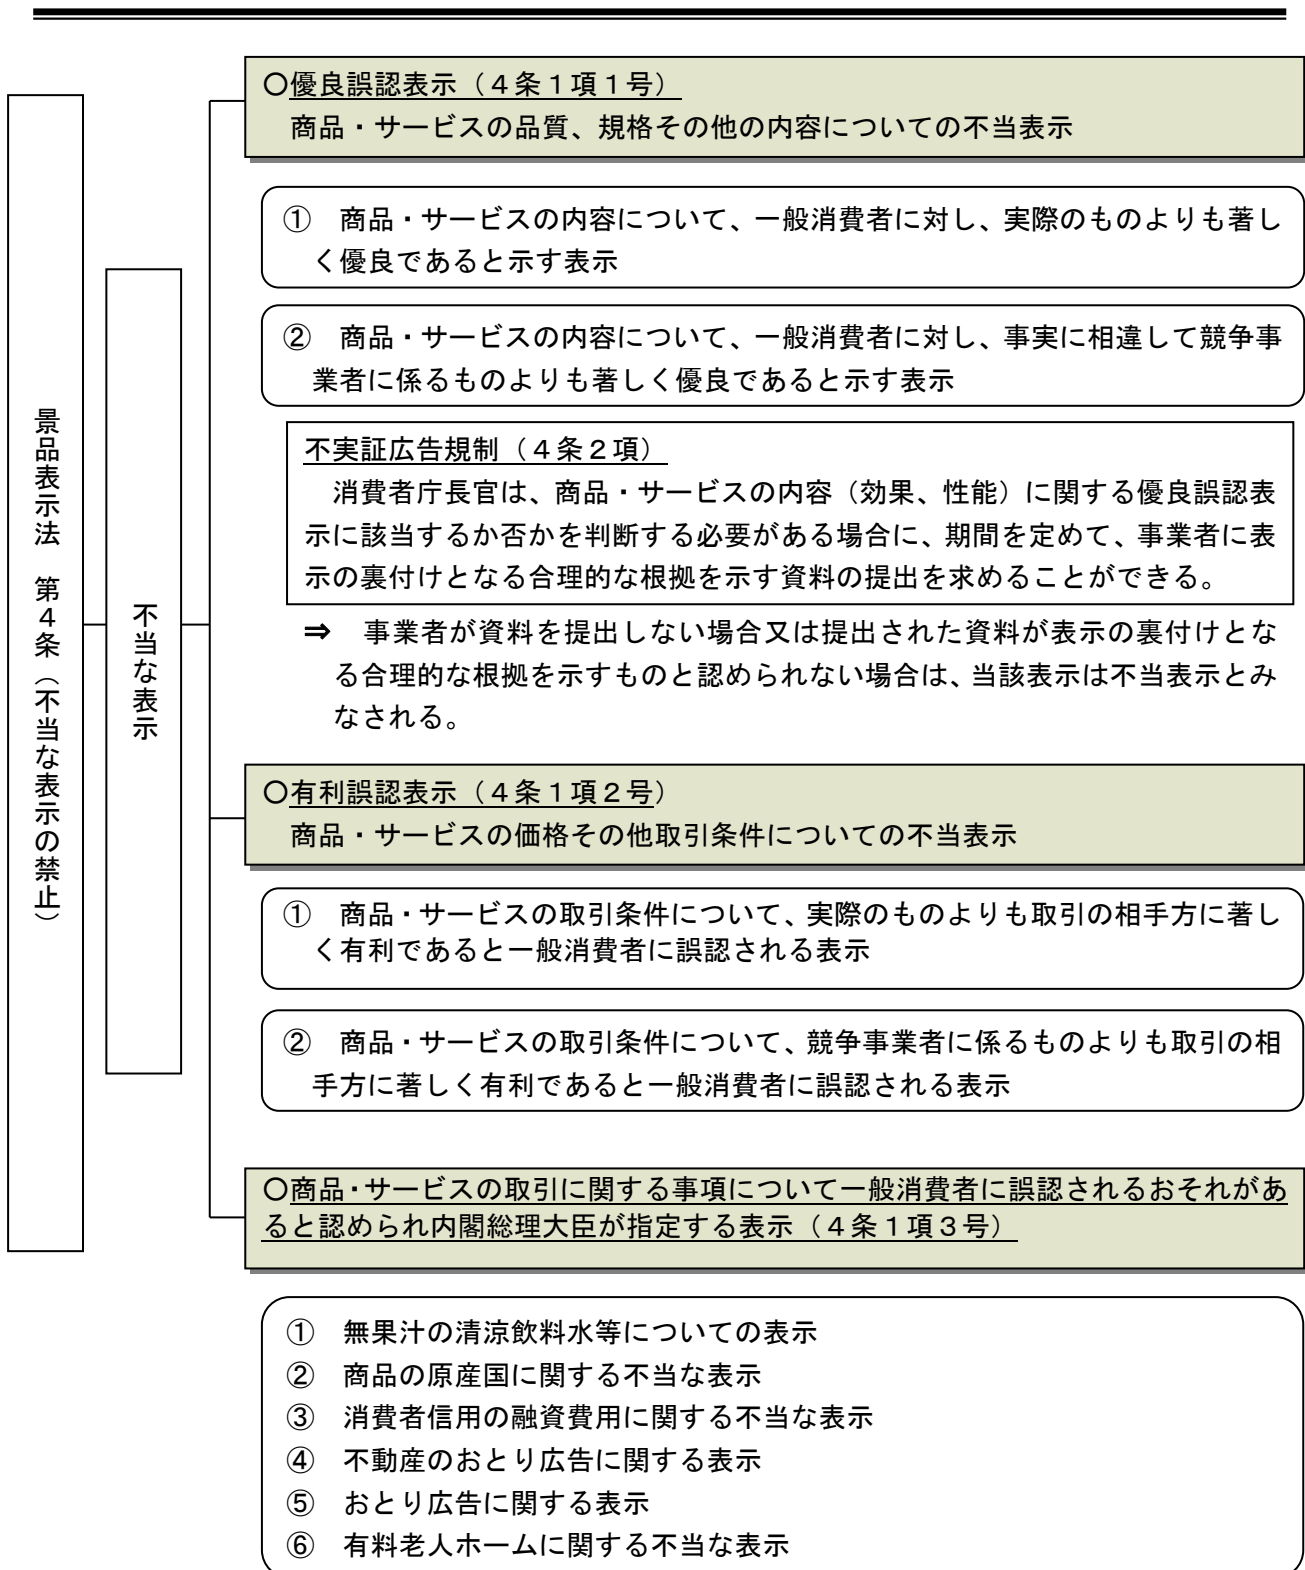 景品表示法　第４条（不当な表示の禁止）
不当な表示
〇優良誤認表示（４条１項１号）
商品・サービスの品質、規格その他の内容についての不当表示
①　商品・サービスの内容について、一般消費者に対し、実際のものよりも著し
く優良であると示す表示
②　商品・サービスの内容について、一般消費者に対し、事実に相違して競争事
業者に係るものよりも著しく優良であると示す表示
不実証広告規制（４条２項）
消費者庁長官は、商品・サービスの内容（効果、性能）に関する優良誤認表
示に該当するか否かを判断する必要がある場合に、期間を定めて、事業者に表
示の裏付けとなる合理的な根拠を示す資料の提出を求めることができる。
⇒　事業者が資料を提出しない場合又は提出された資料が表示の裏付けとな
る合理的な根拠を示すものと認められない場合は、当該表示は不当表示とみ
なされる。
〇有利誤認表示（４条１項２号）
商品・サービスの価格その他取引条件についての不当表示
①　商品・サービスの取引条件について、実際のものよりも取引の相手方に著し
く有利であると一般消費者に誤認される表示
②　商品・サービスの取引条件について、競争事業者に係るものよりも取引の相
手方に著しく有利であると一般消費者に誤認される表示
〇商品・サービスの取引に関する事項について一般消費者に誤認されるおそれがあ
ると認められ内閣総理大臣が指定する表示（４条１項３号）
①　無果汁の清涼飲料水等についての表示
②　商品の原産国に関する不当な表示
③　消費者信用の融資費用に関する不当な表示
④　不動産のおとり広告に関する表示
⑤　おとり広告に関する表示
⑥　有料老人ホームに関する不当な表示